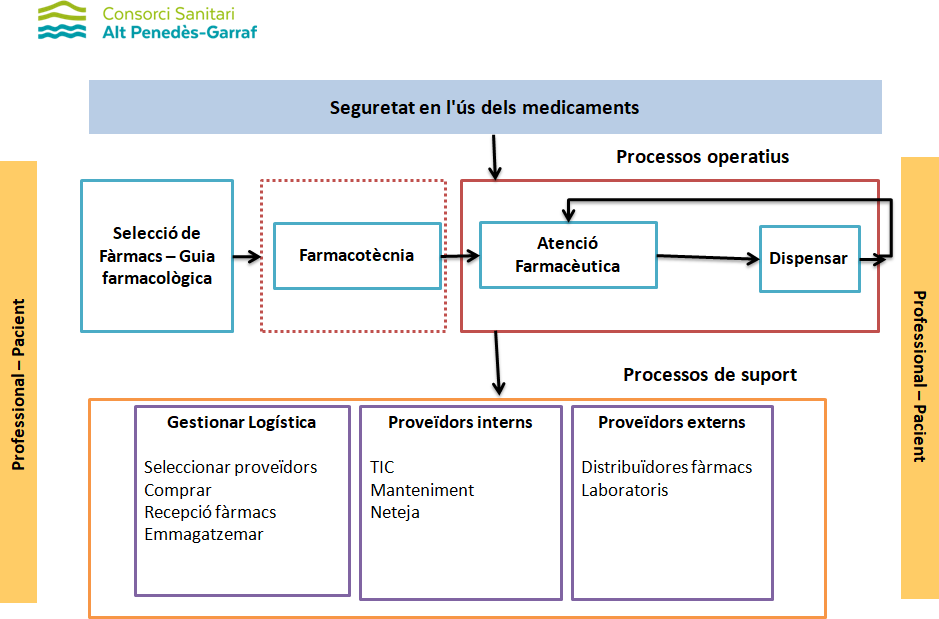 Consorci Sanitari
Alt Penedès-Garraf
Seguretat en l'ús dels medicaments
Processos operatius
Professional – Pacient
Selecció de
Fàrmacs – Guia
farmacològica
Farmacotècnia
Atenció
Farmacèutica
Dispensar
Professional – Pacient
Processos de suport
Gestionar Logística
Seleccionar proveïdors
Comprar
Recepció fàrmacs
Emmagatzemar
Proveïdors interns
TIC
Manteniment
Neteja
Proveïdors externs
Distribuïdores fàrmacs
Laboratoris